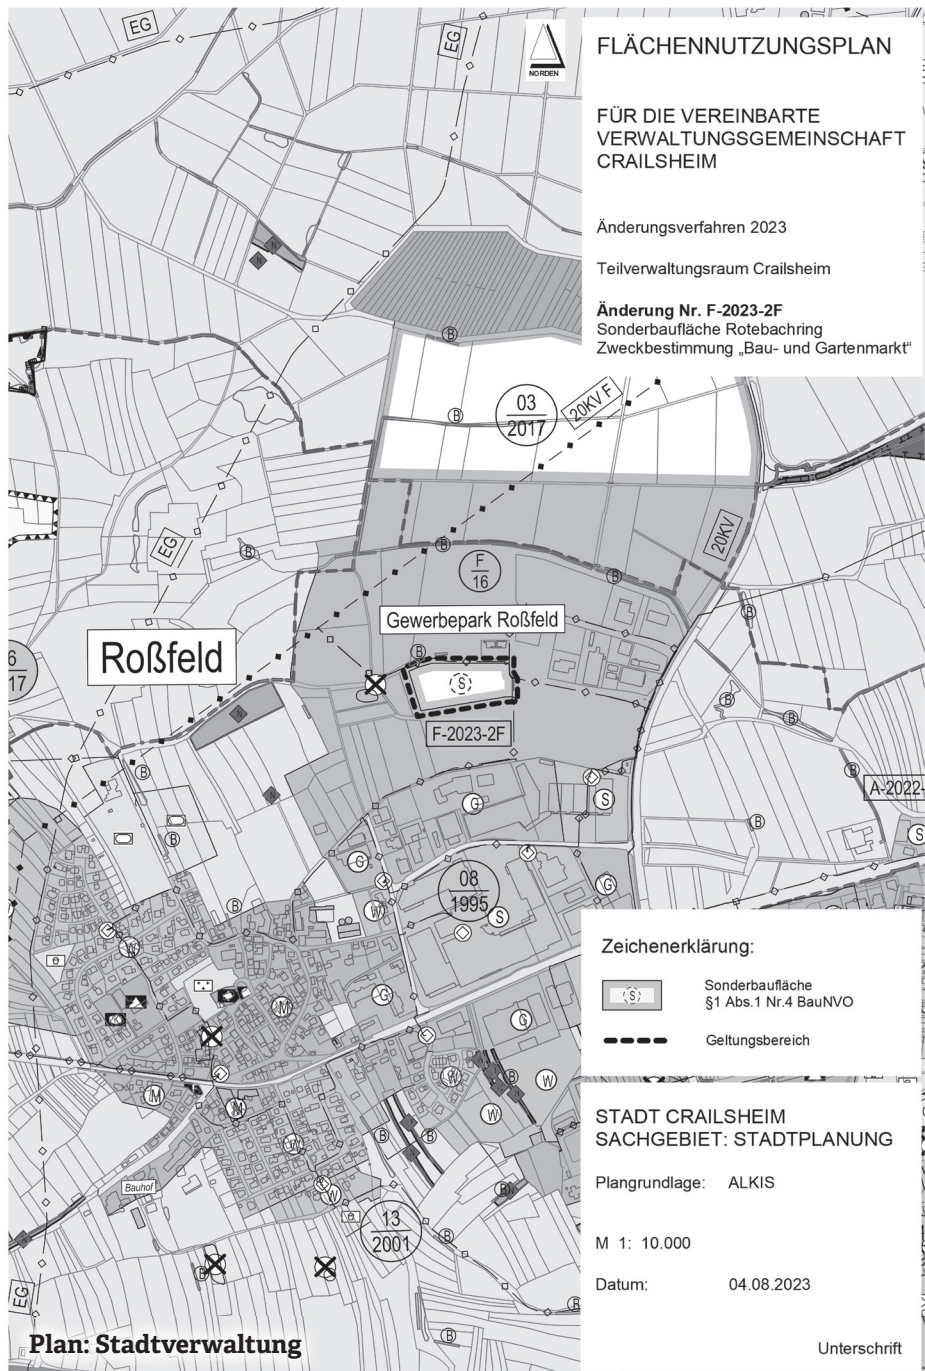 EG
EG
NORDEN
FLÄCHENNUTZUNGSPLAN
FÜR DIE VEREINBARTE
VERWALTUNGSGEMEINSCHAFT
CRAILSHEIM
Änderungsverfahren 2023
Teilverwaltungsraum Crailsheim
Änderung Nr. F-2023-2F
Sonderbaufläche Rotebachring
Zweckbestimmung „Bau- und Gartenmarkt“
N
N
B
03
2017
20KV F
B
20KV
EG
B
B
F
16
B
Gewerbepark Roßfeld
B
Roßfeld
6
17
B
S
F-2023-2F
N
B
B
B
B
A-2022-
N
G
S
B
B
S
G
08
1995
G
W
S
B
W
M
G
G
Zeichenerklärung:
S
Sonderbaufläche
§1 Abs.1 Nr.4 BauNVO
Geltungsbereich
W
B
W
M
M
W
W
B
B
STADT CRAILSHEIM
SACHGEBIET: STADTPLANUNG
Plangrundlage: ALKIS
Bauhof
W
B
13
2001
B
M 1: 10.000
B
EG
Datum: 04.08.2023
B
B
Plan: Stadtverwaltung
Unterschrift